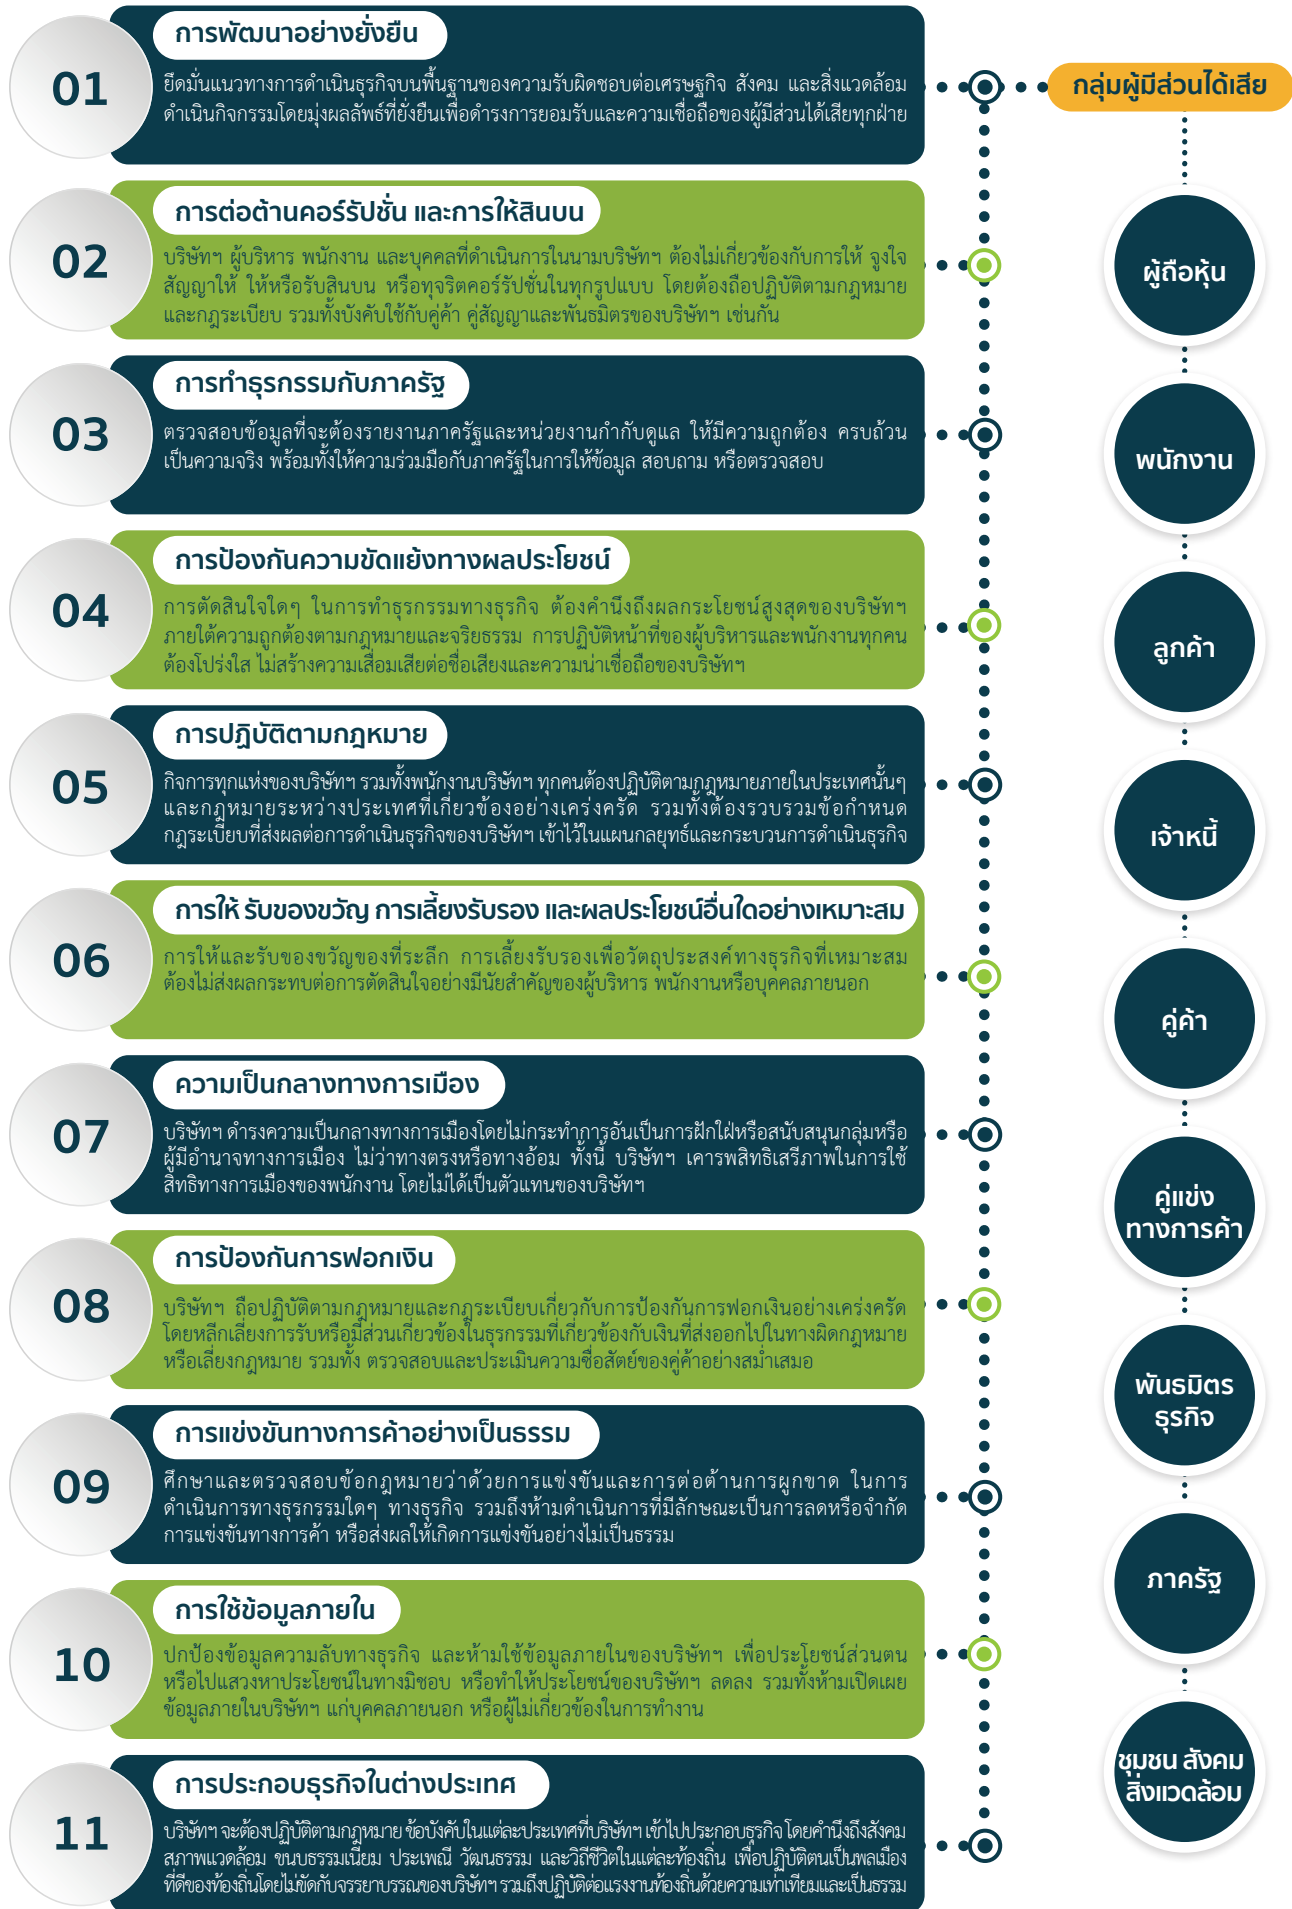 01
การพัฒนาอย่างยั่งยืน
ยึดมั่นแนวทางการดำเนินธุรกิจบนพื้นฐานของความรับผิดชอบต่อเศรษฐกิจ สังคม และสิ่งแวดล้อม
ดำเนินกิจกรรมโดยมุ่งผลลัพธ์ที่ยั่งยืนเพื่อดำรงการยอมรับและความเชื่อถือของผู้มีส่วนได้เสียทุกฝ่าย
02
การต่อต้านคอร์รัปชั่น และการให้สินบน
บริษัทฯ ผู้บริหาร พนักงาน และบุคคลที่ดำเนินการในนามบริษัทฯ ต้องไม่เกี่ยวข้องกับการให้ จูงใจ
สัญญาให้ ให้หรือรับสินบน หรือทุจริตคอร์รัปชั่นในทุกรูปแบบ โดยต้องถือปฏิบัติตามกฎหมาย
และกฎระเบียบ รวมทั้งบังคับใช้กับคู่ค้า คู่สัญญาและพันธมิตรของบริษัทฯ เช่นกัน
03
การทำธุรกรรมกับภาครัฐ
ตรวจสอบข้อมูลที่จะต้องรายงานภาครัฐและหน่วยงานกำกับดูแล ให้มีความถูกต้อง ครบถ้วน
เป็นความจริง พร้อมทั้งให้ความร่วมมือกับภาครัฐในการให้ข้อมูล สอบถาม หรือตรวจสอบ
04
การป้องกันความขัดแย้งทางผลประโยชน์
การตัดสินใจใดๆ ในการทำธุรกรรมทางธุรกิจ ต้องคำนึงถึงผลกระโยชน์สูงสุดของบริษัทฯ
ภายใต้ความถูกต้องตามกฎหมายและจริยธรรม การปฏิบัติหน้าที่ของผู้บริหารและพนักงานทุกคน
ต้องโปร่งใส ไม่สร้างความเสื่อมเสียต่อชื่อเสียงและความน่าเชื่อถือของบริษัทฯ
05
การปฏิบัติตามกฎหมาย
กิจการทุกแห่งของบริษัทฯ รวมทั้งพนักงานบริษัทฯ ทุกคนต้องปฏิบัติตามกฎหมายภายในประเทศนั้นๆ
และกฎหมายระหว่างประเทศที่เกี่ยวข้องอย่างเคร่งครัด รวมทั้งต้องรวบรวมข้อกำหนด
กฎระเบียบที่ส่งผลต่อการดำเนินธุรกิจของบริษัทฯ เข้าไว้ในแผนกลยุทธ์และกระบวนการดำเนินธุรกิจ
06
การให้ รับของขวัญ การเลี้ยงรับรอง และผลประโยชน์อื่นใดอย่างเหมาะสม
การให้และรับของขวัญของที่ระลึก การเลี้ยงรับรองเพื่อวัตถุประสงค์ทางธุรกิจที่เหมาะสม
ต้องไม่ส่งผลกระทบต่อการตัดสินใจอย่างมีนัยสำคัญของผู้บริหาร พนักงานหรือบุคคลภายนอก
07
ความเป็นกลางทางการเมือง
บริษัทฯ ดำรงความเป็นกลางทางการเมืองโดยไม่กระทำการอันเป็นการฝักใฝ่หรือสนับสนุนกลุ่มหรือ
ผู้มีอำนาจทางการเมือง ไม่ว่าทางตรงหรือทางอ้อม ทั้งนี้ บริษัทฯ เคารพสิทธิเสรีภาพในการใช้
สิทธิทางการเมืองของพนักงาน โดยไม่ได้เป็นตัวแทนของบริษัทฯ
08
การป้องกันการฟอกเงิน
บริษัทฯ ถือปฏิบัติตามกฎหมายและกฎระเบียบเกี่ยวกับการป้องกันการฟอกเงินอย่างเคร่งครัด
โดยหลีกเลี่ยงการรับหรือมีส่วนเกี่ยวข้องในธุรกรรมที่เกี่ยวข้องกับเงินที่ส่งออกไปในทางผิดกฎหมาย
หรือเลี่ยงกฎหมาย รวมทั้ง ตรวจสอบและประเมินความซื่อสัตย์ของคู่ค้าอย่างสม่ำเสมอ
09
การแข่งขันทางการค้าอย่างเป็นธรรม
ศึกษาและตรวจสอบข้อกฎหมายว่าด้วยการแข่งขันและการต่อต้านการผูกขาด ในการ
ดำเนินการทางธุรกรรมใดๆ ทางธุรกิจ รวมถึงห้ามดำเนินการที่มีลักษณะเป็นการลดหรือจำกัด
การแข่งขันทางการค้า หรือส่งผลให้เกิดการแข่งขันอย่างไม่เป็นธรรม
10
การใช้ข้อมูลภายใน
ปกป้องข้อมูลความลับทางธุรกิจ และห้ามใช้ข้อมูลภายในของบริษัทฯ เพื่อประโยชน์ส่วนตน
หรือไปแสวงหาประโยชน์ในทางมิชอบ หรือทำให้ประโยชน์ของบริษัทฯ ลดลง รวมทั้งห้ามเปิดเผย
ข้อมูลภายในบริษัทฯ แก่บุคคลภายนอก หรือผู้ไม่เกี่ยวข้องในการทำงาน
11
การประกอบธุรกิจในต่างประเทศ
บริษัทฯ จะต้องปฏิบัติตามกฎหมาย ข้อบังคับในแต่ละประเทศที่บริษัทฯ เข้าไปประกอบธุรกิจ โดยคำนึงถึงสังคม
สภาพแวดล้อม ขนบธรรมเนียม ประเพณี วัฒนธรรม และวิถีชีวิตในแต่ละท้องถิ่น เพื่อปฏิบัติตนเป็นพลเมือง
ที่ดีของท้องถิ่นโดยไม่ขัดกับจรรยาบรรณของบริษัทฯ รวมถึงปฏิบัติต่อแรงงานท้องถิ่นด้วยความเท่าเทียมและเป็นธรรม
กลุ่มผู้มีส่วนได้เสีย
ผู้ถือหุ้น
พนักงาน
ลูกค้า
เจ้าหนี้
คู่ค้า
คู่แข่ง
ทางการค้า
พันธมิตร
ธุรกิจ
ภาครัฐ
ชุมชน สังคม
สิ่งแวดล้อม